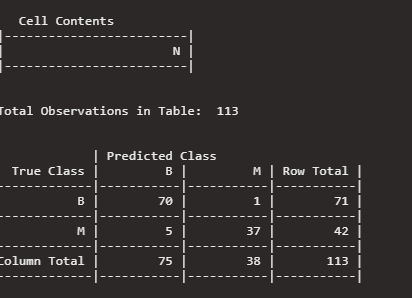 Cell Contents
|-------------------------|
|                       N |
|-------------------------|
Total Observations in Table:  113
             | Predicted Class
  True Class |         B |         M | Row Total |
-------------|-----------|-----------|-----------|
           B |        70 |         1 |        71 |
-------------|-----------|-----------|-----------|
           M |         5 |        37 |        42 |
-------------|-----------|-----------|-----------|
Column Total |        75 |        38 |       113 |
-------------|-----------|-----------|-----------|